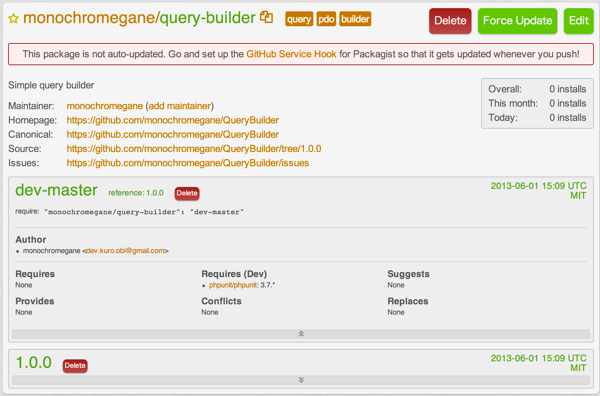 monochromegane/query-builder query pdo builder Delete Force Update Edit
This package is not auto-updated. Go and set up the GitHub Service Hook for Packagist so that it gets updated whenever you push!
Simple query builder
Maintainer: monochromegane (add maintainer)
Homepage: https://github.com/monochromegane/QueryBuilder
Canonical: https://github.com/monochromegane/QueryBuilder
Source: https://github.com/monochromegane/QueryBuilder/tree/1.0.0
Issues: https://github.com/monochromegane/QueryBuilder/issues
Overall: 0 installs
This month: 0 installs
Today: 0 installs
dev-master reference: 1.0.0 Delete 2013-06-01 15:09 UTC
MIT
require: "monochromegane/query-builder": "dev-master"
Author
• monochromegane <dev.kuro.obi@gmail.com>
Requires Requires (Dev) Suggests
None • phpunit/phpunit: 3.7.* None
Provides Conflicts Replaces
None None None
1.0.0 Delete 2013-06-01 15:09 UTC
MIT